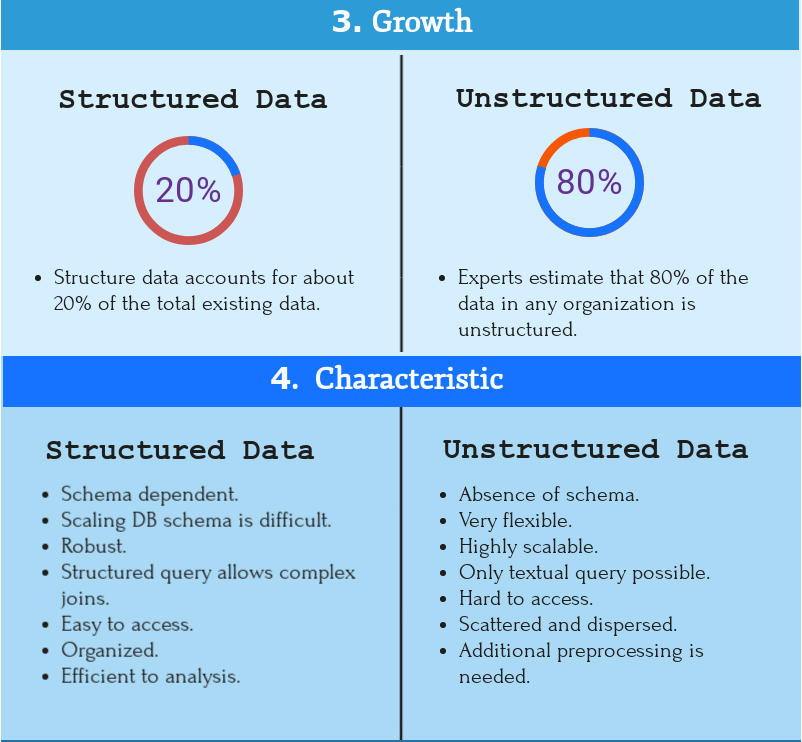 3. Growth
Structured Data
20%
• Structure data accounts for about
20% of the total existing data.
Unstructured Data
80%
• Experts estimate that 80% of the
data in any organization is
unstructured.
4. Characteristic
Structured Data
• Schema dependent.
• Scaling DB schema is difficult.
• Robust.
• Structured query allows complex
joins.
• Easy to access.
• Organized.
• Efficient to analysis.
Unstructured Data
• Absence of schema.
• Very flexible.
• Highly scalable.
• Only textual query possible.
• Hard to access.
• Scattered and dispersed.
• Additional preprocessing is
needed.